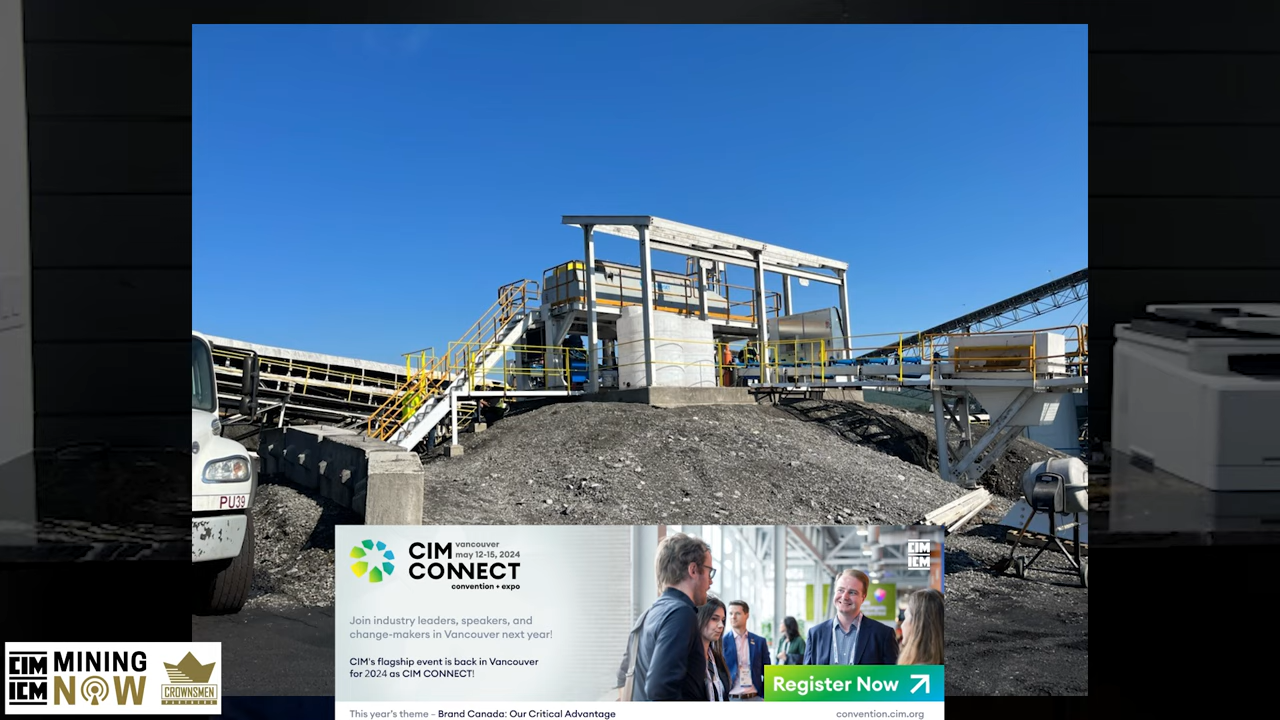 PU39
CIM
CONNECT
vancouver
may 12-15, 2024
convention + expo
CIM
ICM
Join industry leaders, speakers, and
change-makers in Vancouver next year!
CIM's flagship event is back in Vancouver
for 2024 as CIM CONNECT!
Register Now
This year's theme – Brand Canada: Our Critical Advantage
convention.cim.org
CIM
ICM
MINING
NOW
CROWNSMEN
PARTNERS